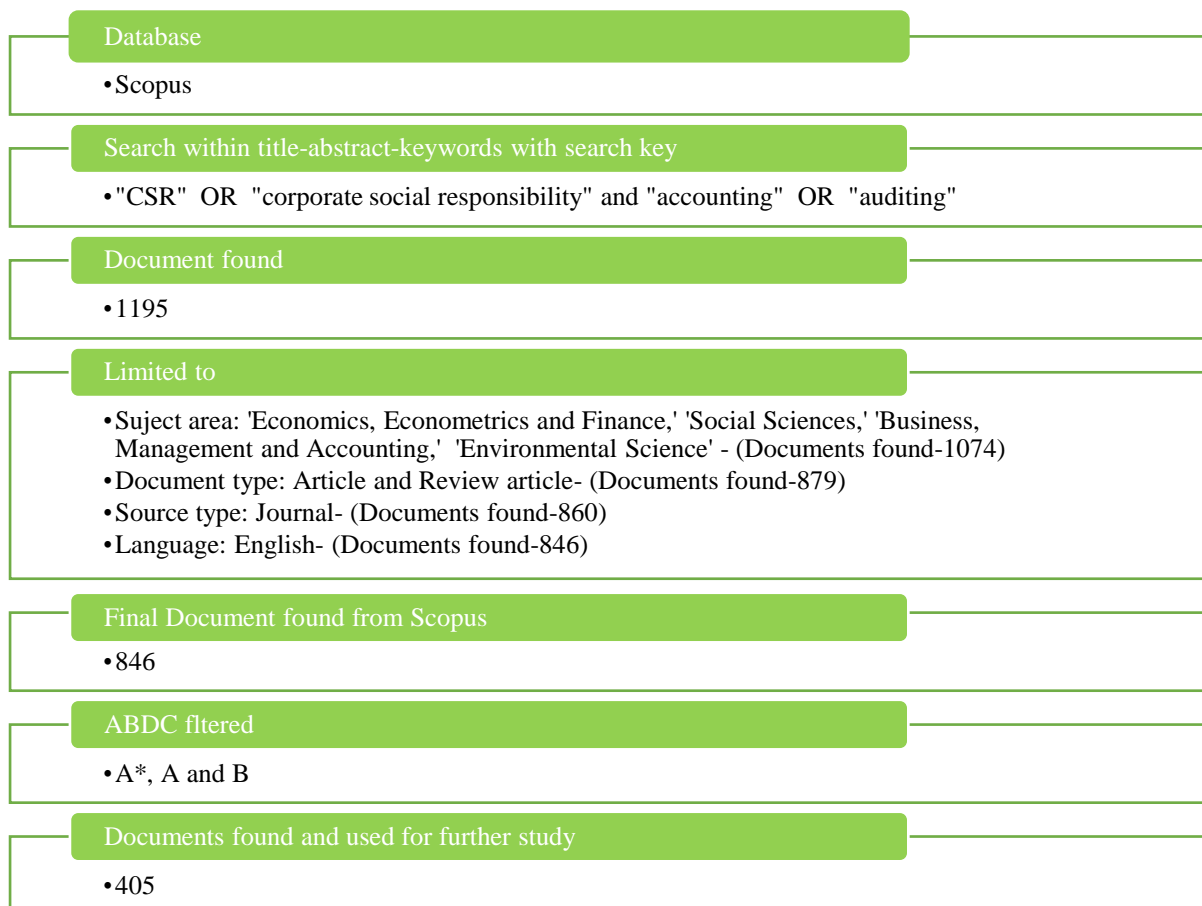 Database
•Scopus
Search within title-abstract-keywords with search key
•"CSR" OR "corporate social responsibility" and "accounting" OR "auditing"
Document found
•1195
Limited to
•Suject area: 'Economics, Econometrics and Finance,' 'Social Sciences,' 'Business,
Management and Accounting,' 'Environmental Science' - (Documents found-1074)
•Document type: Article and Review article- (Documents found-879)
•Source type: Journal- (Documents found-860)
•Language: English- (Documents found-846)
Final Document found from Scopus
•846
ABDC fltered
•A*, A and B
Documents found and used for further study
•405